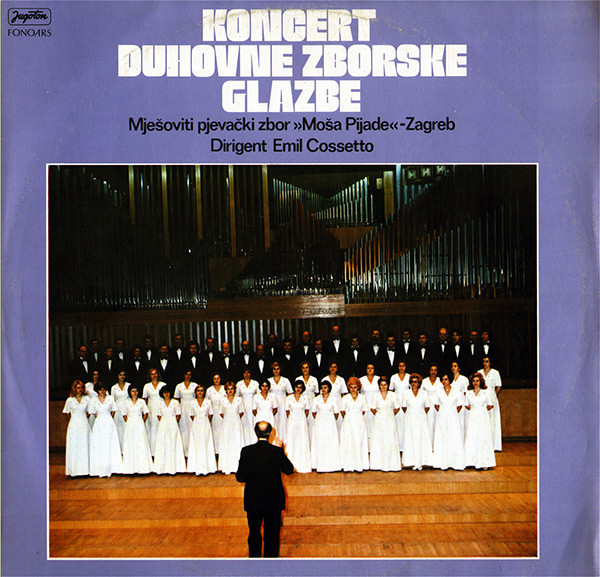 Jugoton
FONOARS
KONCERT
DUHOVNE ZBORSKE
GLAZBE
Mješoviti pjevački zbor »Moša Pijade«-Zagreb
Dirigent Emil Cossetto